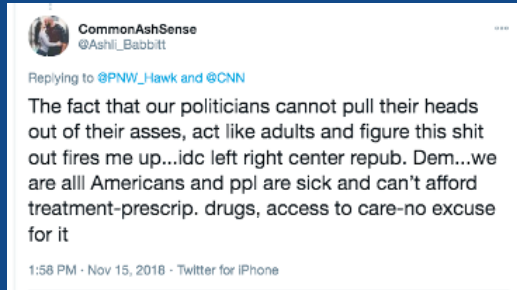 CommonAshSense
@Ashli_Babbitt
Replying to @PNW_Hawk and @CNN
The fact that our politicians cannot pull their heads
out of their asses, act like adults and figure this shit
out fires me up...idc left right center repub. Dem...we
are alll Americans and ppl are sick and can't afford
treatment-prescrip. drugs, access to care-no excuse
for it
1:58 PM · Nov 15, 2018 · Twitter for iPhone